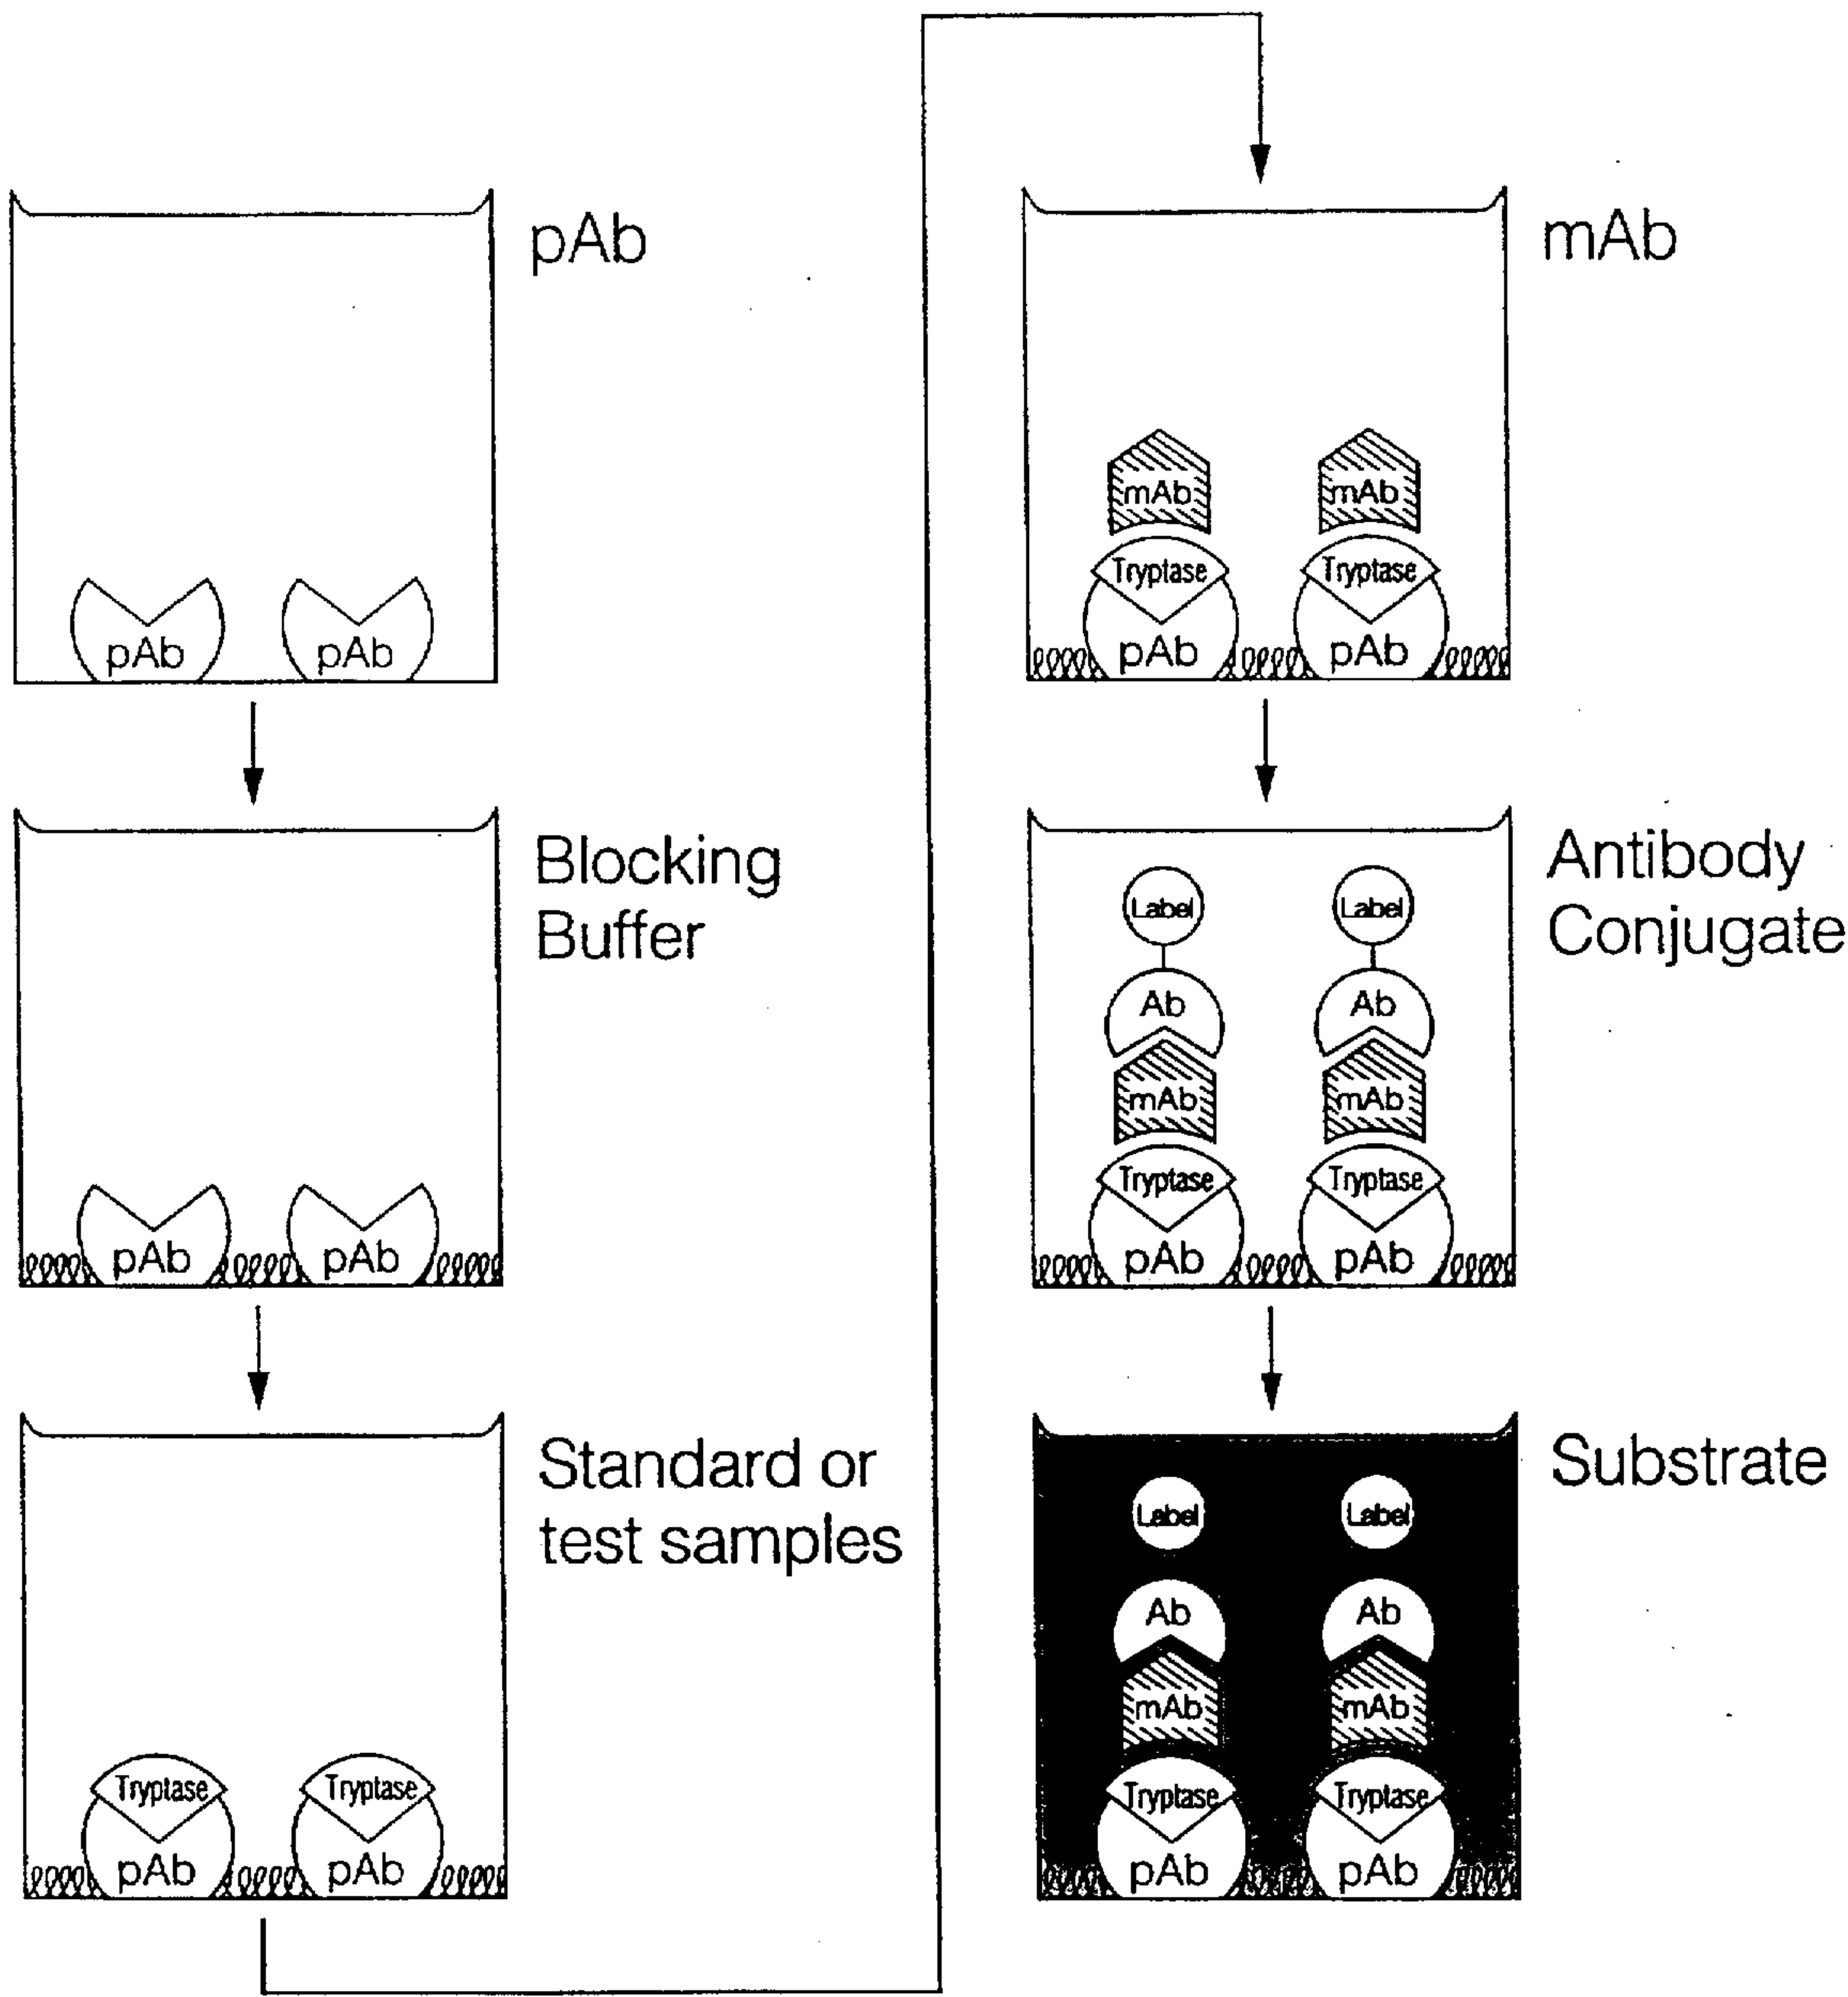 pAb
pAb pAb
Blocking
Buffer
pAb pAb
Standard or
test samples
Tryptase Tryptase
pAb pAb
mAb
mAb mAb
Tryptase Tryptase
pAb pAb
Antibody
Conjugate
Label Label
Ab Ab
mAb mAb
Tryptase Tryptase
pAb pAb
Substrate
Label Label
Ab Ab
mAb mAb
Tryptase Tryptase
pAb pAb